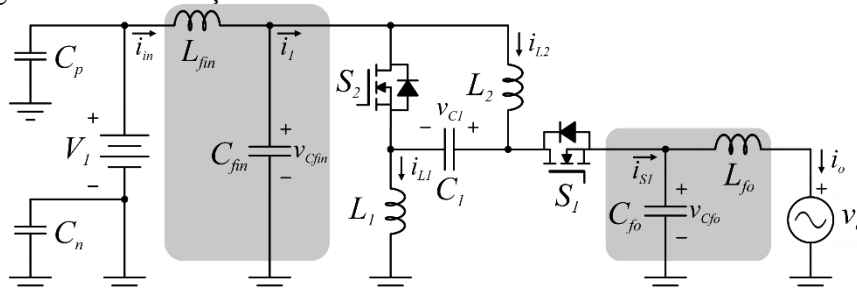 C_p
i_in
L_fin
i_1
S_2
i_L2
L_2
v_C1
V_1
+
−
C_fin
+
v_Cfin
−
− +
C_1
i_L1
L_1
S_1
i_S1
L_fo
i_o
C_n
C_fo
+
v_Cfo
−
+